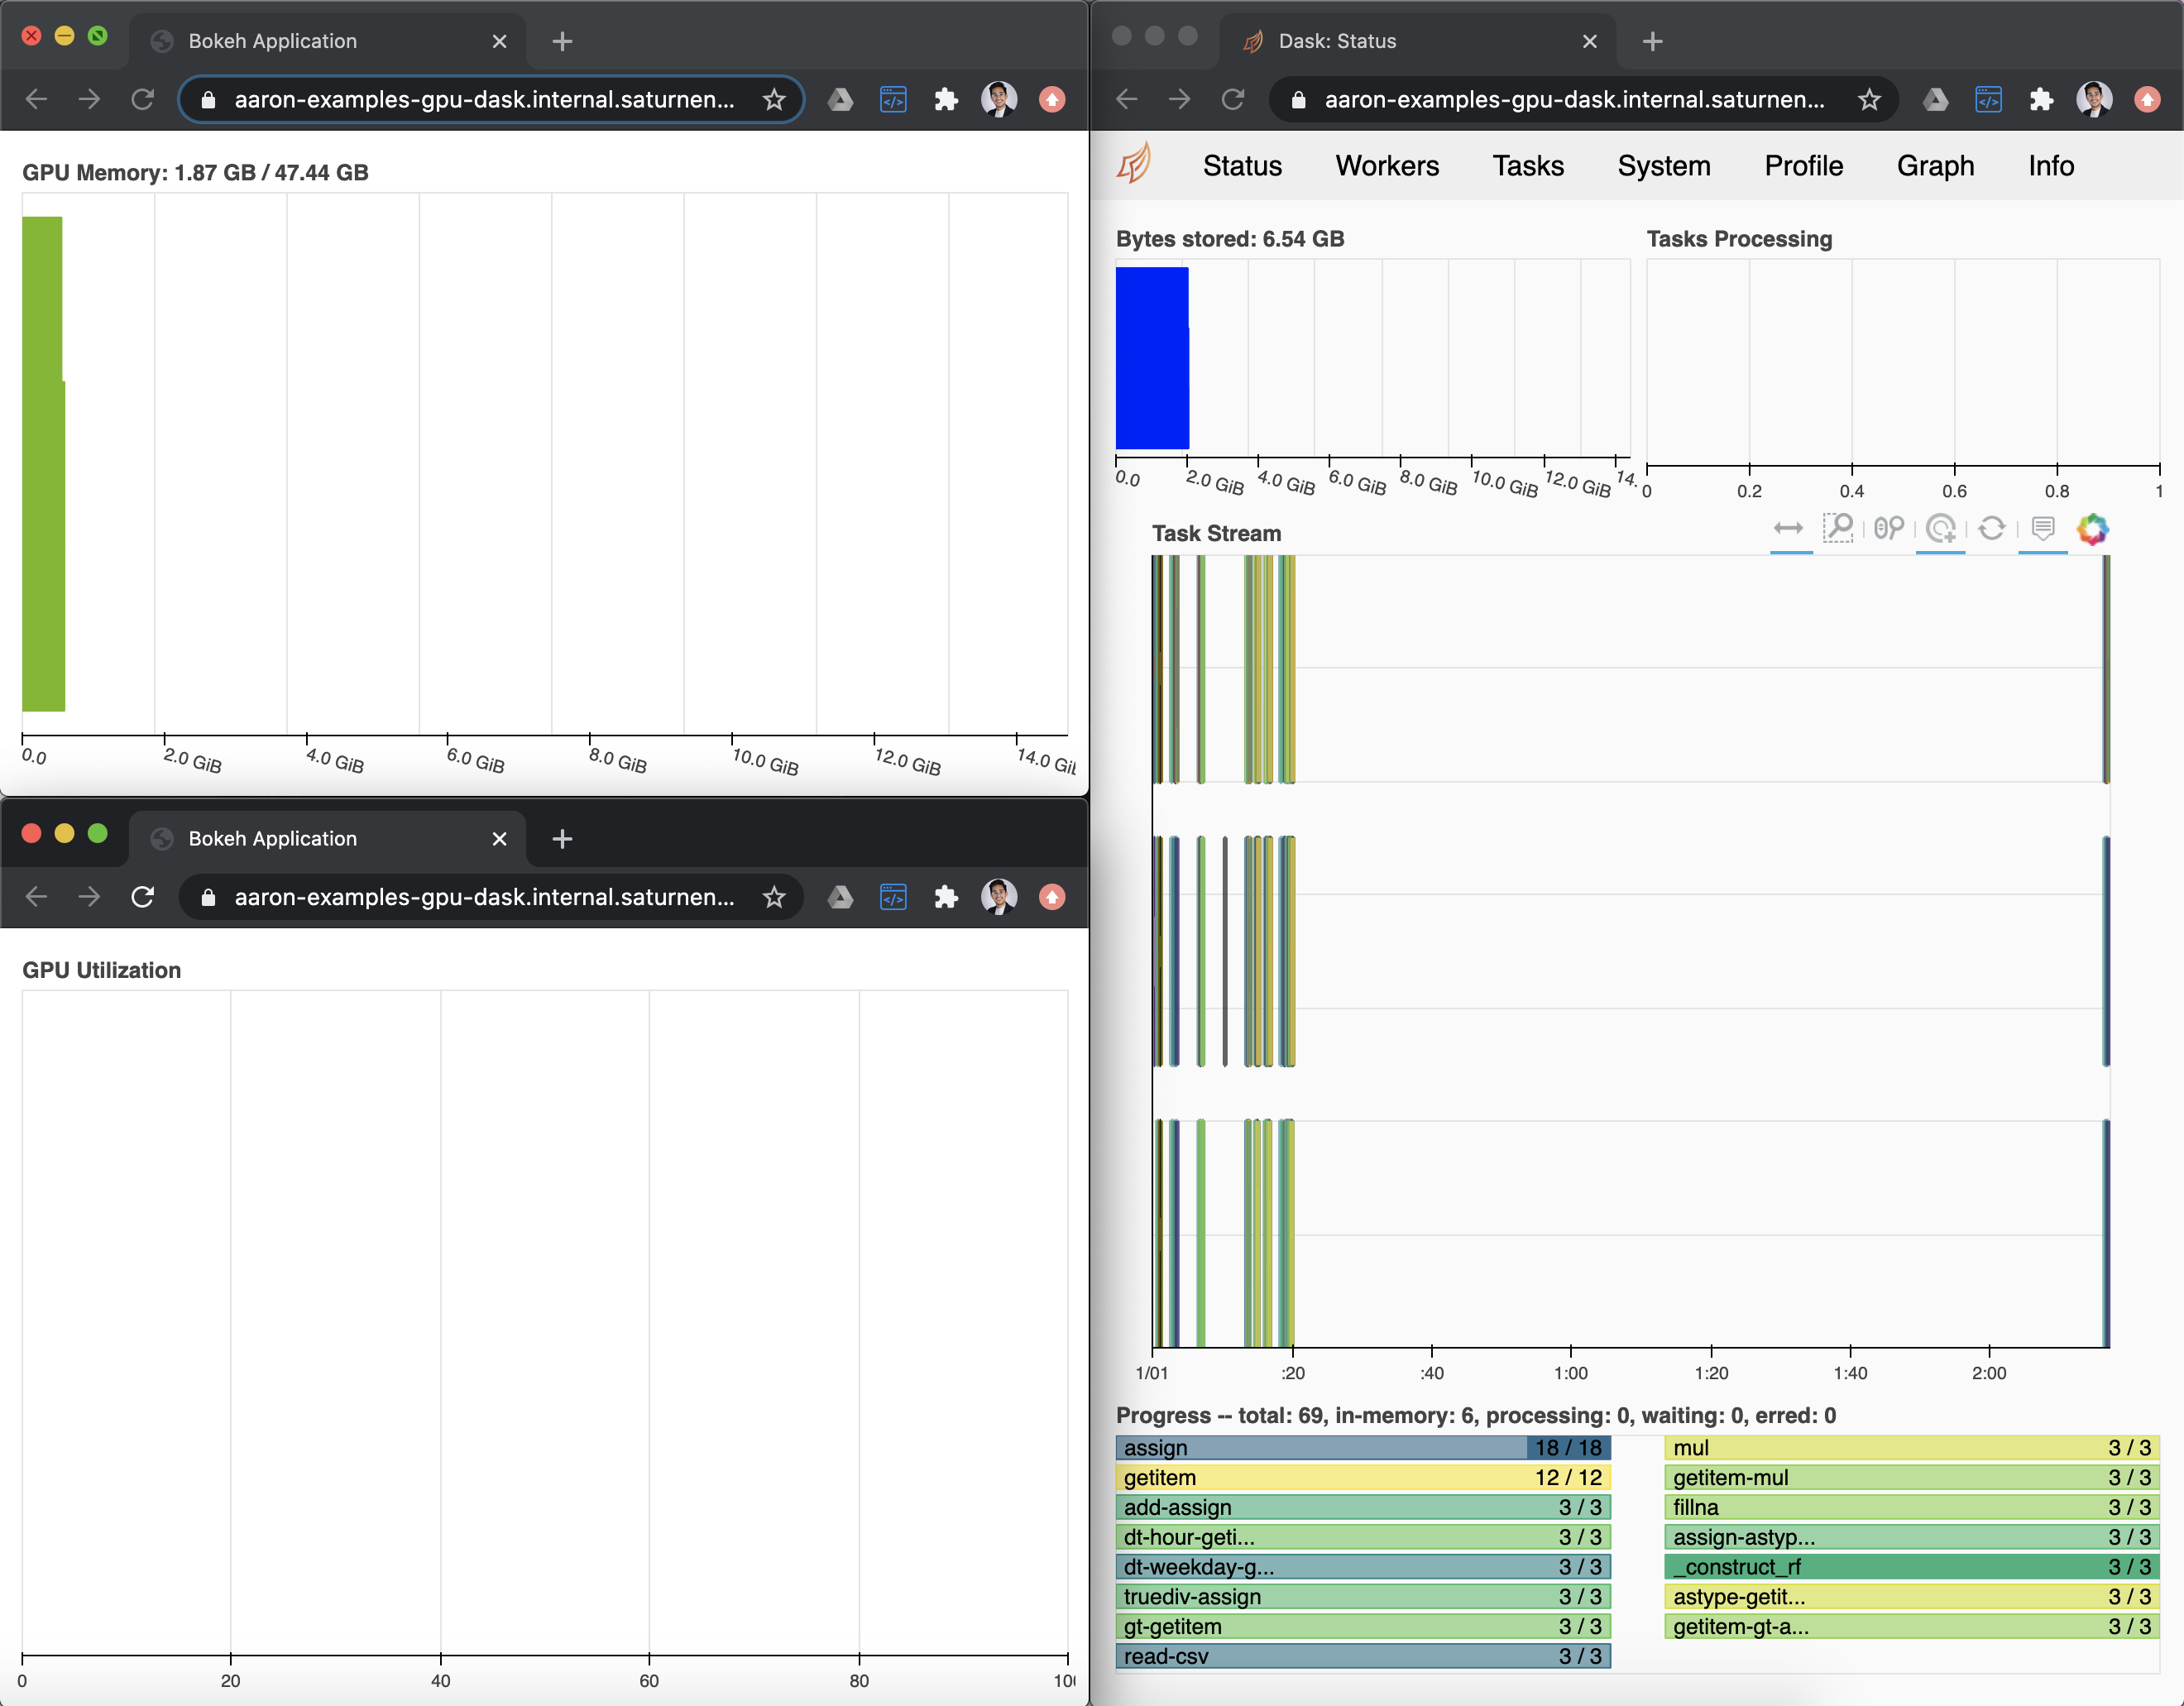 Bokeh Application
aaron-examples-gpu-dask.internal.saturnen...
GPU Memory: 1.87 GB / 47.44 GB
0.0 2.0 GiB 4.0 GiB 6.0 GiB 8.0 GiB 10.0 GiB 12.0 GiB 14.0 Gi
Bokeh Application
aaron-examples-gpu-dask.internal.saturnen...
GPU Utilization
0 20 40 60 80 100
Dask: Status
aaron-examples-gpu-dask.internal.saturnen...
Status Workers Tasks System Profile Graph Info
Bytes stored: 6.54 GB
0.0 2.0 GiB 4.0 GiB 6.0 GiB 8.0 GiB 10.0 GiB 12.0 GiB 14.
Tasks Processing
0 0.2 0.4 0.6 0.8 1
Task Stream
1/01 :20 :40 1:00 1:20 1:40 2:00
Progress -- total: 69, in-memory: 6, processing: 0, waiting: 0, erred: 0
assign 18 / 18
getitem 12 / 12
add-assign 3 / 3
dt-hour-geti... 3 / 3
dt-weekday-g... 3 / 3
truediv-assign 3 / 3
gt-getitem 3 / 3
read-csv 3 / 3
mul 3 / 3
getitem-mul 3 / 3
fillna 3 / 3
assign-astyp... 3 / 3
_construct_rf 3 / 3
astype-getit... 3 / 3
getitem-gt-a... 3 / 3